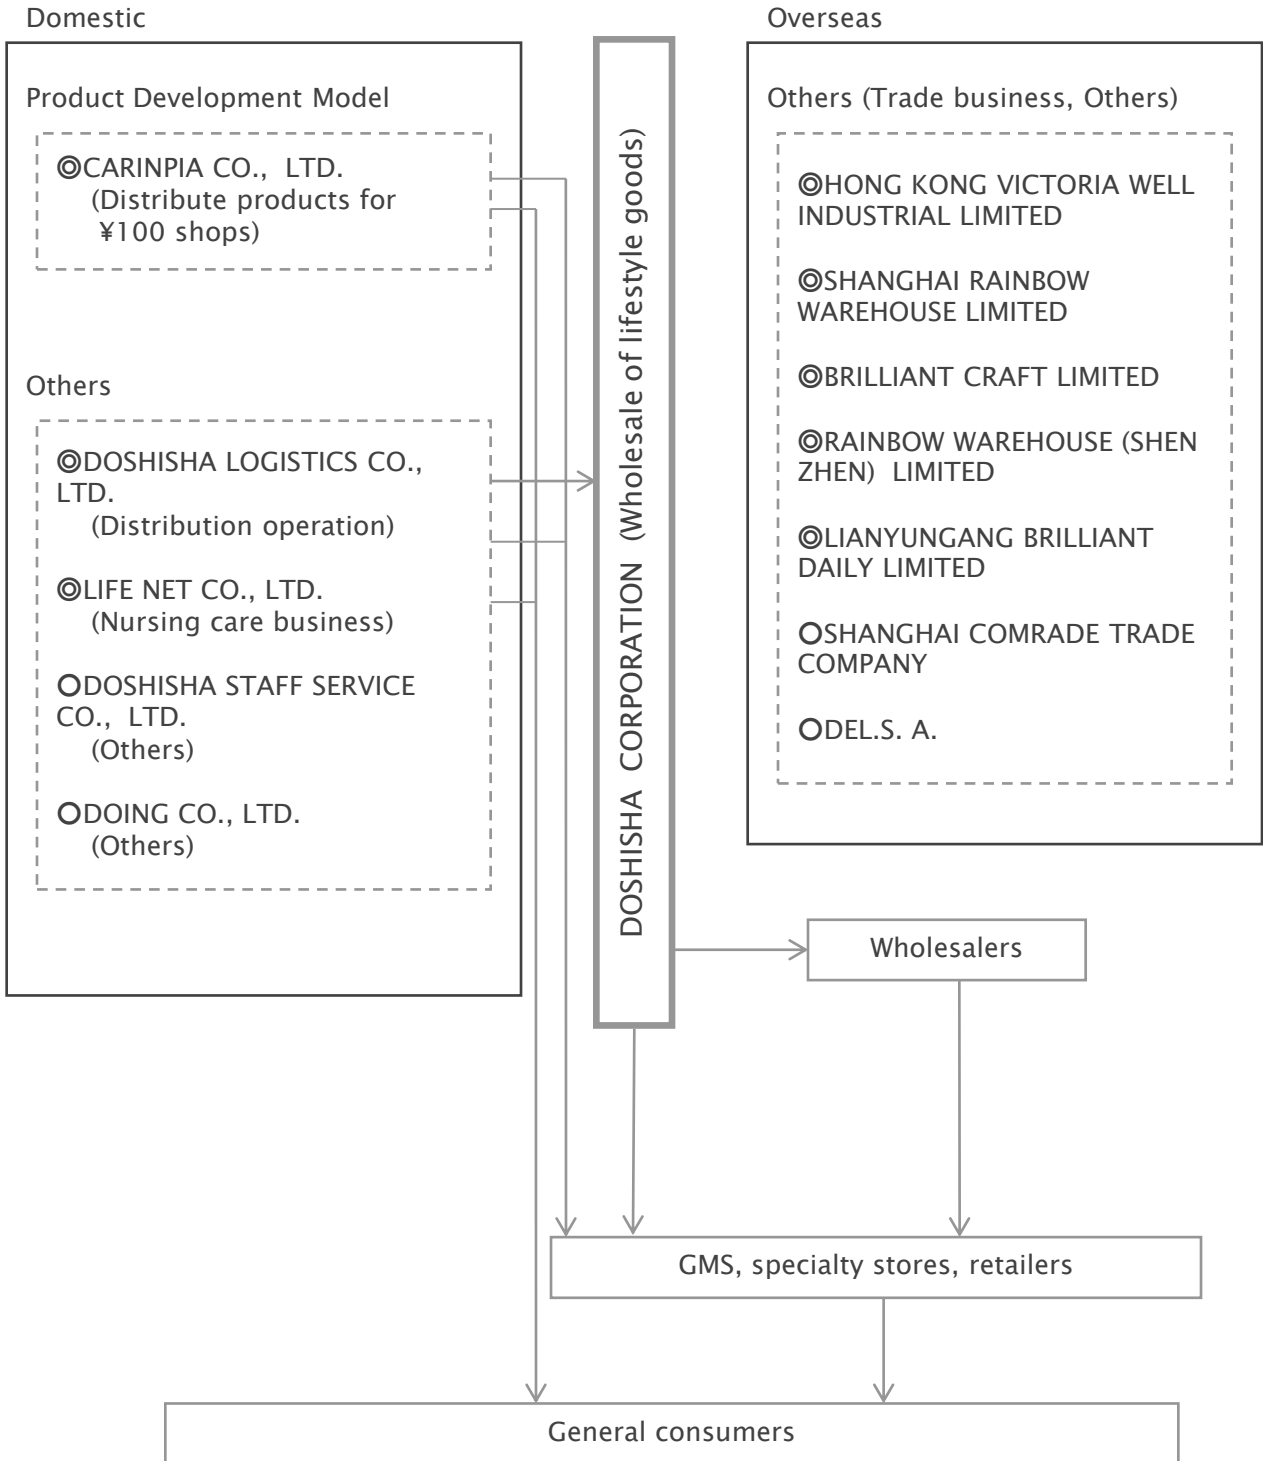 Domestic
Product Development Model
◎CARINPIA CO., LTD.
(Distribute products for
¥100 shops)
Others
◎DOSHISHA LOGISTICS CO.,
LTD.
(Distribution operation)
◎LIFE NET CO., LTD.
(Nursing care business)
○DOSHISHA STAFF SERVICE
CO., LTD.
(Others)
○DOING CO., LTD.
(Others)
DOSHISHA CORPORATION (Wholesale of lifestyle goods)
Overseas
Others (Trade business, Others)
◎HONG KONG VICTORIA WELL
INDUSTRIAL LIMITED
◎SHANGHAI RAINBOW
WAREHOUSE LIMITED
◎BRILLIANT CRAFT LIMITED
◎RAINBOW WAREHOUSE (SHEN
ZHEN) LIMITED
◎LIANYUNGANG BRILLIANT
DAILY LIMITED
○SHANGHAI COMRADE TRADE
COMPANY
○DEL.S. A.
Wholesalers
GMS, specialty stores, retailers
General consumers